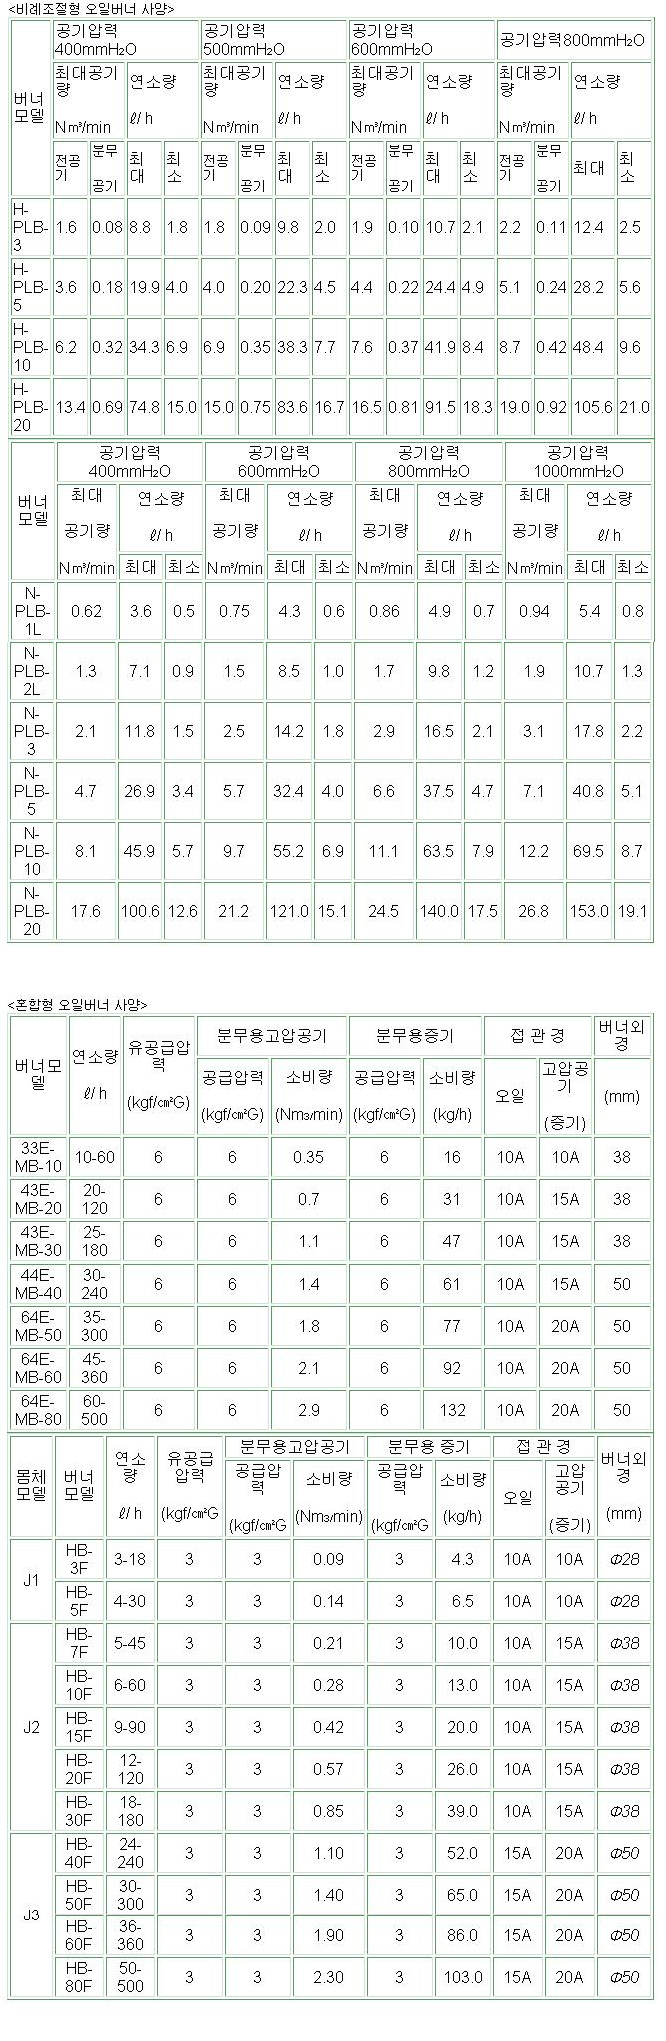 <비례조절형 오일버너 사양>
버너 모델 공기압력 400mmH₂O 공기압력 500mmH₂O 공기압력 600mmH₂O 공기압력800mmH₂O
최대공기량 Nm³/min 연소량 ℓ/h 최대공기량 Nm³/min 연소량 ℓ/h 최대공기량 Nm³/min 연소량 ℓ/h 최대공기량 Nm³/min 연소량 ℓ/h
전공기 분무공기 최대 최소 전공기 분무공기 최대 최소 전공기 분무공기 최대 최소 전공기 분무공기 최대 최소
H-PLB-3 1.6 0.08 8.8 1.8 1.8 0.09 9.8 2.0 1.9 0.10 10.7 2.1 2.2 0.11 12.4 2.5
H-PLB-5 3.6 0.18 19.9 4.0 4.0 0.20 22.3 4.5 4.4 0.22 24.4 4.9 5.1 0.24 28.2 5.6
H-PLB-10 6.2 0.32 34.3 6.9 6.9 0.35 38.3 7.7 7.6 0.37 41.9 8.4 8.7 0.42 48.4 9.6
H-PLB-20 13.4 0.69 74.8 15.0 15.0 0.75 83.6 16.7 16.5 0.81 91.5 18.3 19.0 0.92 105.6 21.0
버너 모델 공기압력 400mmH₂O 공기압력 600mmH₂O 공기압력 800mmH₂O 공기압력 1000mmH₂O
최대 공기량 Nm³/min 연소량 ℓ/h 최대 공기량 Nm³/min 연소량 ℓ/h 최대 공기량 Nm³/min 연소량 ℓ/h 최대 공기량 Nm³/min 연소량 ℓ/h
최대 최소 최대 최소 최대 최소 최대 최소
N-PLB-1L 0.62 3.6 0.5 0.75 4.3 0.6 0.86 4.9 0.7 0.94 5.4 0.8
N-PLB-2L 1.3 7.1 0.9 1.5 8.5 1.0 1.7 9.8 1.2 1.9 10.7 1.3
N-PLB-3 2.1 11.8 1.5 2.5 14.2 1.8 2.9 16.5 2.1 3.1 17.8 2.2
N-PLB-5 4.7 26.9 3.4 5.7 32.4 4.0 6.6 37.5 4.7 7.1 40.8 5.1
N-PLB-10 8.1 45.9 5.7 9.7 55.2 6.9 11.1 63.5 7.9 12.2 69.5 8.7
N-PLB-20 17.6 100.6 12.6 21.2 121.0 15.1 24.5 140.0 17.5 26.8 153.0 19.1
<혼합형 오일버너 사양>
버너모델 연소량 ℓ/h 유공급압력 (kgf/㎠G) 분무용고압공기 분무용증기 접 관 경 버너외경 (mm)
공급압력 (kgf/㎠G) 소비량 (Nm₃/min) 공급압력 (kgf/㎠G) 소비량 (kg/h) 오일 고압공기 (증기)
33E-MB-10 10-60 6 6 0.35 6 16 10A 10A 38
43E-MB-20 20-120 6 6 0.7 6 31 10A 15A 38
43E-MB-30 25-180 6 6 1.1 6 47 10A 15A 38
44E-MB-40 30-240 6 6 1.4 6 61 10A 15A 50
64E-MB-50 35-300 6 6 1.8 6 77 10A 20A 50
64E-MB-60 45-360 6 6 2.1 6 92 10A 20A 50
64E-MB-80 60-500 6 6 2.9 6 132 10A 20A 50
몸체 모델 버너 모델 연소량 ℓ/h 유공급압력 (kgf/㎠G 분무용고압공기 분무용 증기 접 관 경 버너외경 (mm)
공급압력 (kgf/㎠G 소비량 (Nm₃/min) 공급압력 (kgf/㎠G 소비량 (kg/h) 오일 고압공기 (증기)
J1 HB-3F 3-18 3 3 0.09 3 4.3 10A 10A Φ28
HB-5F 4-30 3 3 0.14 3 6.5 10A 10A Φ28
J2 HB-7F 5-45 3 3 0.21 3 10.0 10A 15A Φ38
HB-10F 6-60 3 3 0.28 3 13.0 10A 15A Φ38
HB-15F 9-90 3 3 0.42 3 20.0 10A 15A Φ38
HB-20F 12-120 3 3 0.57 3 26.0 10A 15A Φ38
HB-30F 18-180 3 3 0.85 3 39.0 10A 15A Φ38
J3 HB-40F 24-240 3 3 1.10 3 52.0 15A 20A Φ50
HB-50F 30-300 3 3 1.40 3 65.0 15A 20A Φ50
HB-60F 36-360 3 3 1.90 3 86.0 15A 20A Φ50
HB-80F 50-500 3 3 2.30 3 103.0 15A 20A Φ50